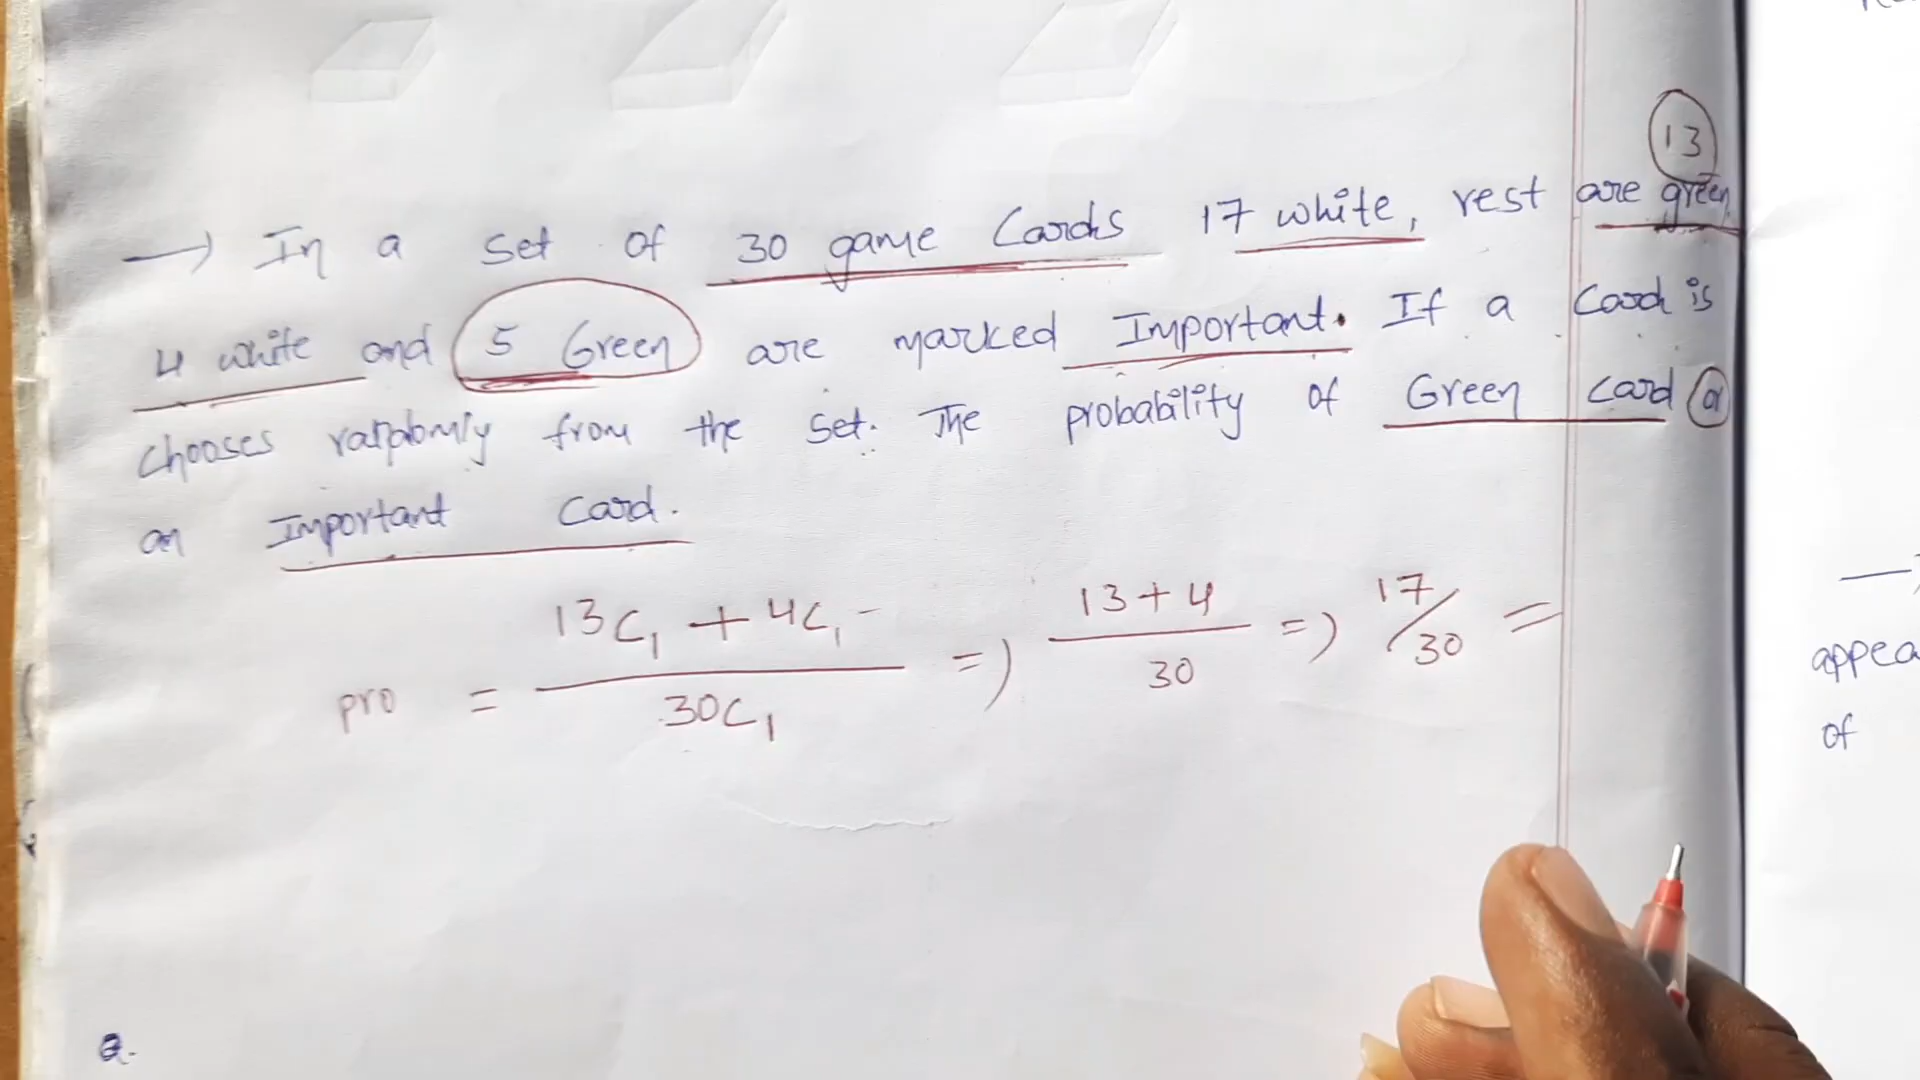 13
→ In a set of 30 game Cards 17 white, rest are green
4 white and 5 Green are marked Important. If a Card is
chooses randomly from the set. The probability of Green card or
an Important Card.
pro = 13C₁ + 4C₁ / 30C₁ => 13+4 / 30 => 17/30 =
appea
of
Q.